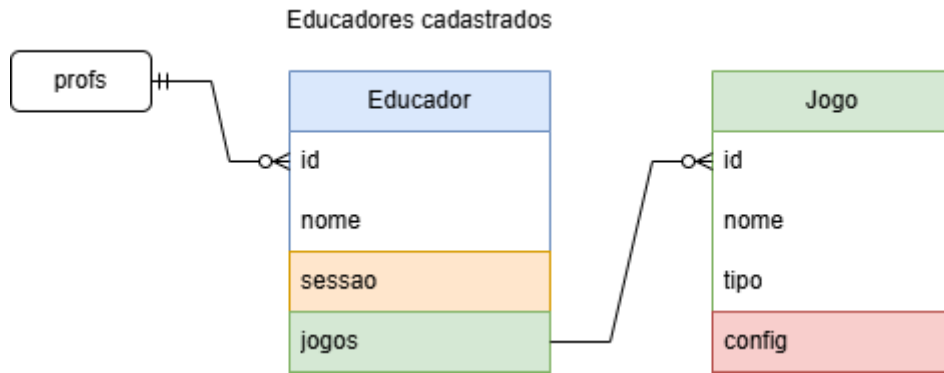 Educadores cadastrados
profs
Educador
id
nome
sessao
jogos
Jogo
id
nome
tipo
config